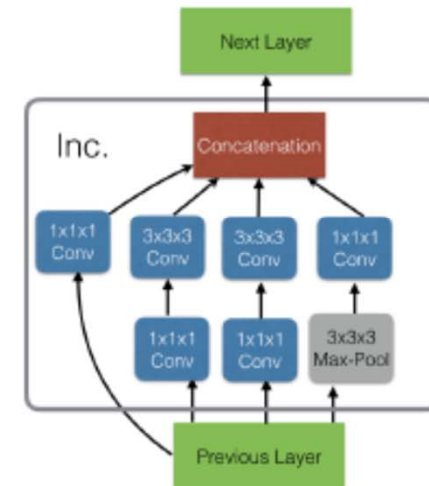 Next Layer
Inc.
Concatenation
1x1x1
Conv
3x3x3
Conv
3x3x3
Conv
1x1x1
Conv
1x1x1
Conv
1x1x1
Conv
3x3x3
Max-Pool
Previous Layer